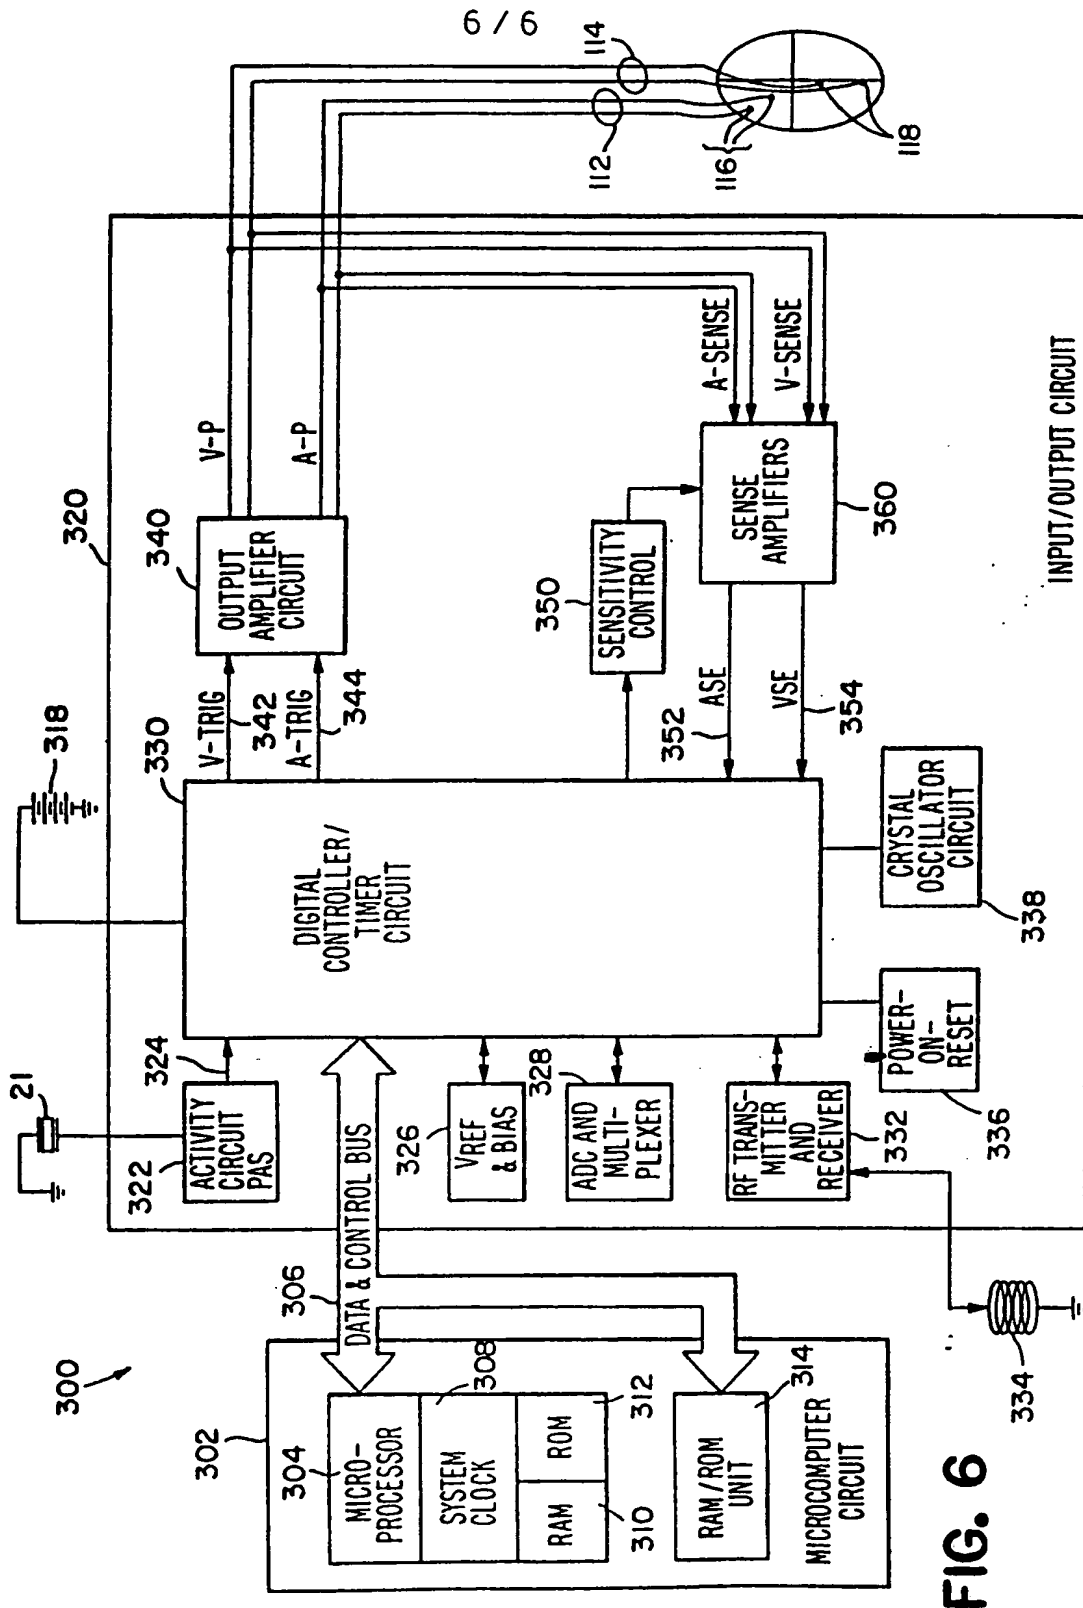 6/6
300
302
304
MICRO-
PROCESSOR
SYSTEM
CLOCK
308
RAM
ROM
310
312
RAM/ROM
UNIT
314
MICROCOMPUTER
CIRCUIT
306
DATA & CONTROL BUS
21
322
ACTIVITY
CIRCUIT
PAS
324
326
VREF
& BIAS
328
ADC AND
MULTI-
PLEXER
RF TRANS-
MITTER
AND
RECEIVER
332
334
336
POWER-
ON-
RESET
338
CRYSTAL
OSCILLATOR
CIRCUIT
318
320
330
DIGITAL
CONTROLLER/
TIMER
CIRCUIT
V-TRIG
342
A-TRIG
344
340
OUTPUT
AMPLIFIER
CIRCUIT
V-P
A-P
350
SENSITIVITY
CONTROL
352
ASE
VSE
354
SENSE
AMPLIFIERS
360
A-SENSE
V-SENSE
INPUT/OUTPUT CIRCUIT
112
114
116
118
FIG. 6